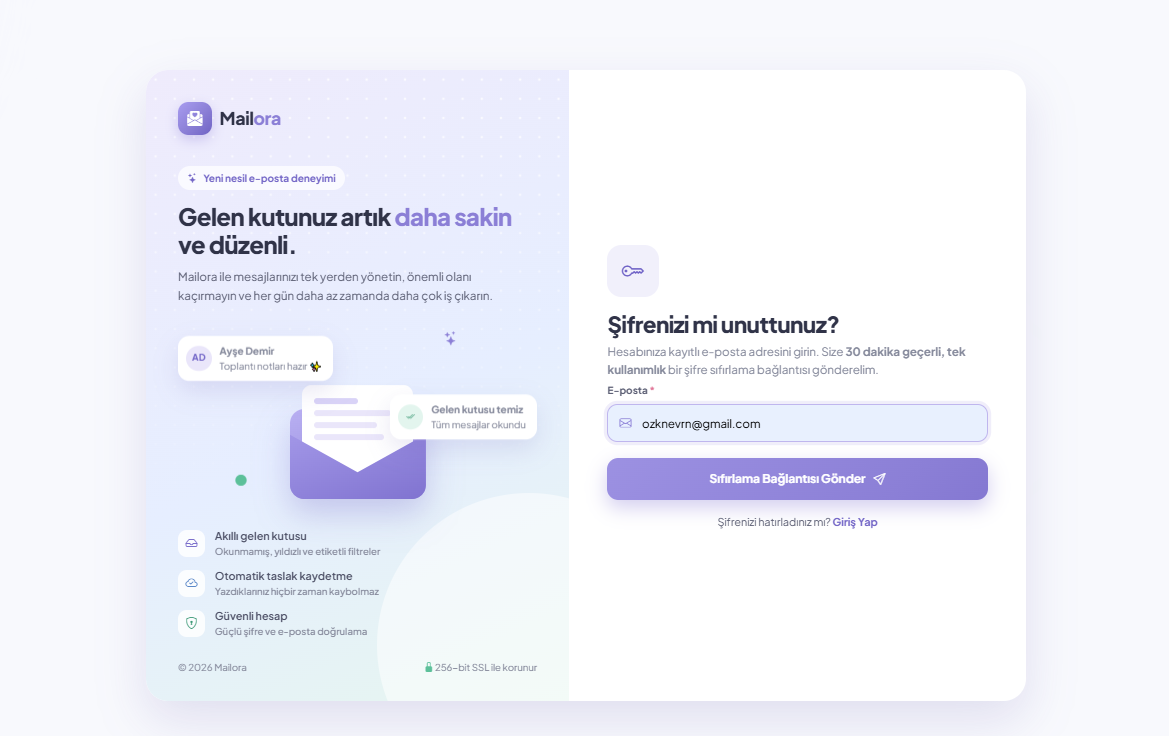 Mailora
Yeni nesil e-posta deneyimi
Gelen kutunuz artık daha sakin
ve düzenli.
Mailora ile mesajlarınızı tek yerden yönetin, önemli olanı
kaçırmayın ve her gün daha az zamanda daha çok iş çıkarın.
AD
Ayşe Demir
Toplantı notları hazır ✨
Gelen kutusu temiz
Tüm mesajlar okundu
Akıllı gelen kutusu
Okunmamış, yıldızlı ve etiketli filtreler
Otomatik taslak kaydetme
Yazdıklarınız hiçbir zaman kaybolmaz
Güvenli hesap
Güçlü şifre ve e-posta doğrulama
© 2026 Mailora
256-bit SSL ile korunur
Şifrenizi mi unuttunuz?
Hesabınıza kayıtlı e-posta adresini girin. Size 30 dakika geçerli, tek
kullanımlık bir şifre sıfırlama bağlantısı gönderelim.
E-posta *
ozknevrn@gmail.com
Sıfırlama Bağlantısı Gönder
Şifrenizi hatırladınız mı? Giriş Yap